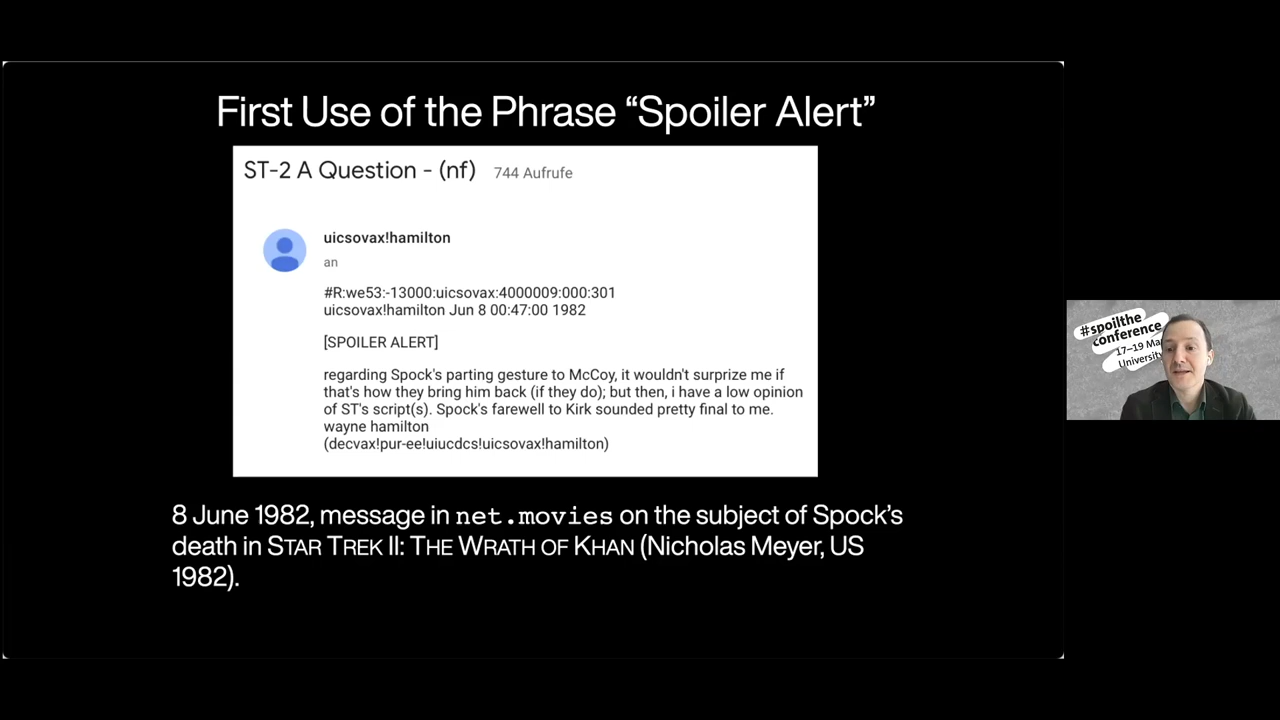 First Use of the Phrase “Spoiler Alert”
ST-2 A Question - (nf) 744 Aufrufe
uicsovax!hamilton
an
#R:we53:-13000:uicsovax:4000009:000:301
uicsovax!hamilton Jun 8 00:47:00 1982
[SPOILER ALERT]
regarding Spock's parting gesture to McCoy, it wouldn't surprize me if
that's how they bring him back (if they do); but then, i have a low opinion
of ST's script(s). Spock's farewell to Kirk sounded pretty final to me.
wayne hamilton
(decvax!pur-ee!uiucdcs!uicsovax!hamilton)
8 June 1982, message in net.movies on the subject of Spock’s
death in STAR TREK II: THE WRATH OF KHAN (Nicholas Meyer, US
1982).
#spoilthe
conference
17–19 Ma
University